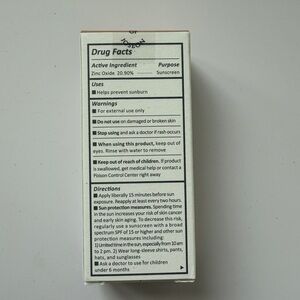 Drug Facts
Active Ingredient Purpose
Zinc Oxide 20.90% Sunscreen
Uses
■ Helps prevent sunburn
Warnings
■ For external use only
■ Do not use on damaged or broken skin
■ Stop using and ask a doctor if rash occurs
■ When using this product, keep out of
eyes. Rinse with water to remove
■ Keep out of reach of children. If product
is swallowed, get medical help or contact a
Poison Control Center right away
Directions
■ Apply liberally 15 minutes before sun
exposure. Reapply at least every two hours.
■ Sun protection measures. Spending time
in the sun increases your risk of skin cancer
and early skin aging. To decrease this risk,
regularly use a sunscreen with a broad
spectrum SPF of 15 or higher and other sun
protection measures including:
1) Limited time in the sun, especially from 10 am
to 2 pm. 2) Wear long-sleeve shirts, pants,
hats, and sunglasses
■ Ask a doctor to use for children
under 6 months